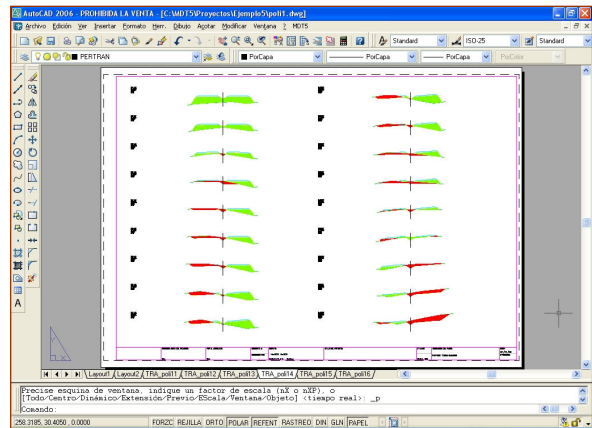 AutoCAD 2006 - PROHIBIDA LA VENTA - [C:\MDT5\Proyectos\Ejemplo5\poli1.dwg]
Archivo Edición Ver Insertar Formato Herr. Dibujo Acotar Modificar Ventana ? MDT5
Standard ISO-25 Standard
PERTRAN PorCapa PorCapa PorCapa PorColor
Layout1 Layout2 TRA_poli11 TRA_poli12 TRA_poli13 TRA_poli14 TRA_poli15 TRA_poli16
Precise esquina de ventana, indique un factor de escala (nX o nXP), o
[Todo/Centro/Dinámico/Extensión/Previo/EScala/Ventana/Objeto] <tiempo real>: _p
Comando:
258.3185, 30.4050 , 0.0000 FORZC REJILLA ORTO POLAR REFENT RASTREO DIN GLN PAPEL